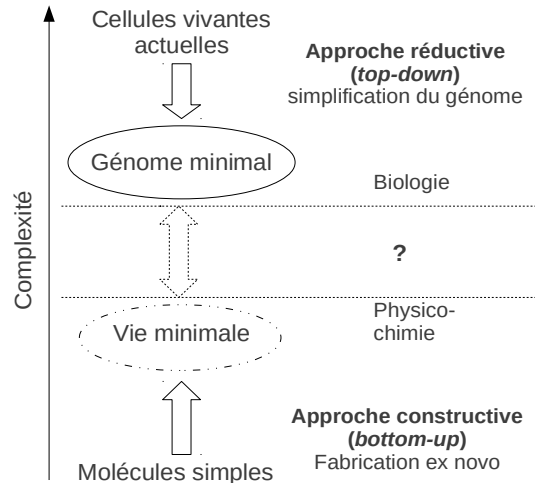 Cellules vivantes
actuelles
Approche réductive
(top-down)
simplification du génome
Génome minimal
Biologie
Complexité
?
Physico-
chimie
Vie minimale
Approche constructive
(bottom-up)
Fabrication ex novo
Molécules simples